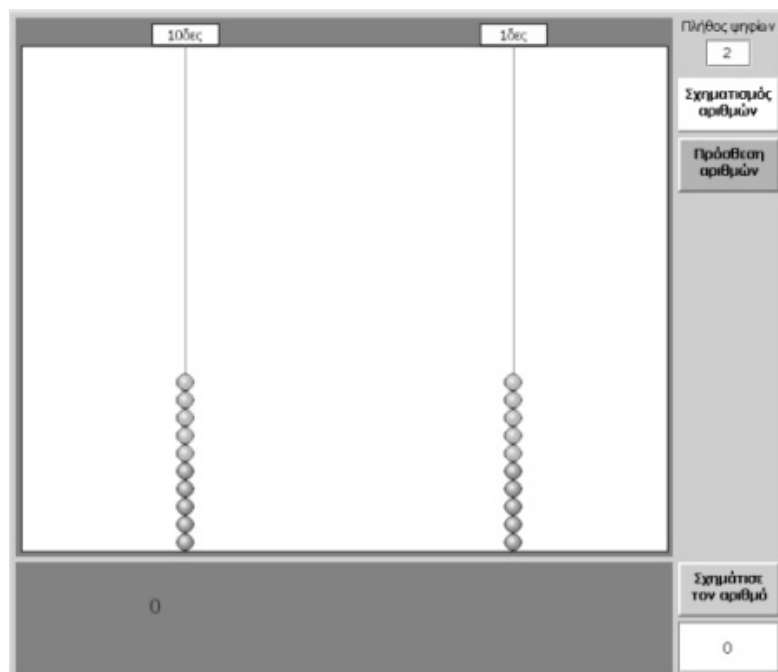 10δες
1δες
Πλήθος ψηφίων
2
Σχηματισμός
αριθμών
Πρόσθεση
αριθμών
0
Σχημάτισε
τον αριθμό
0